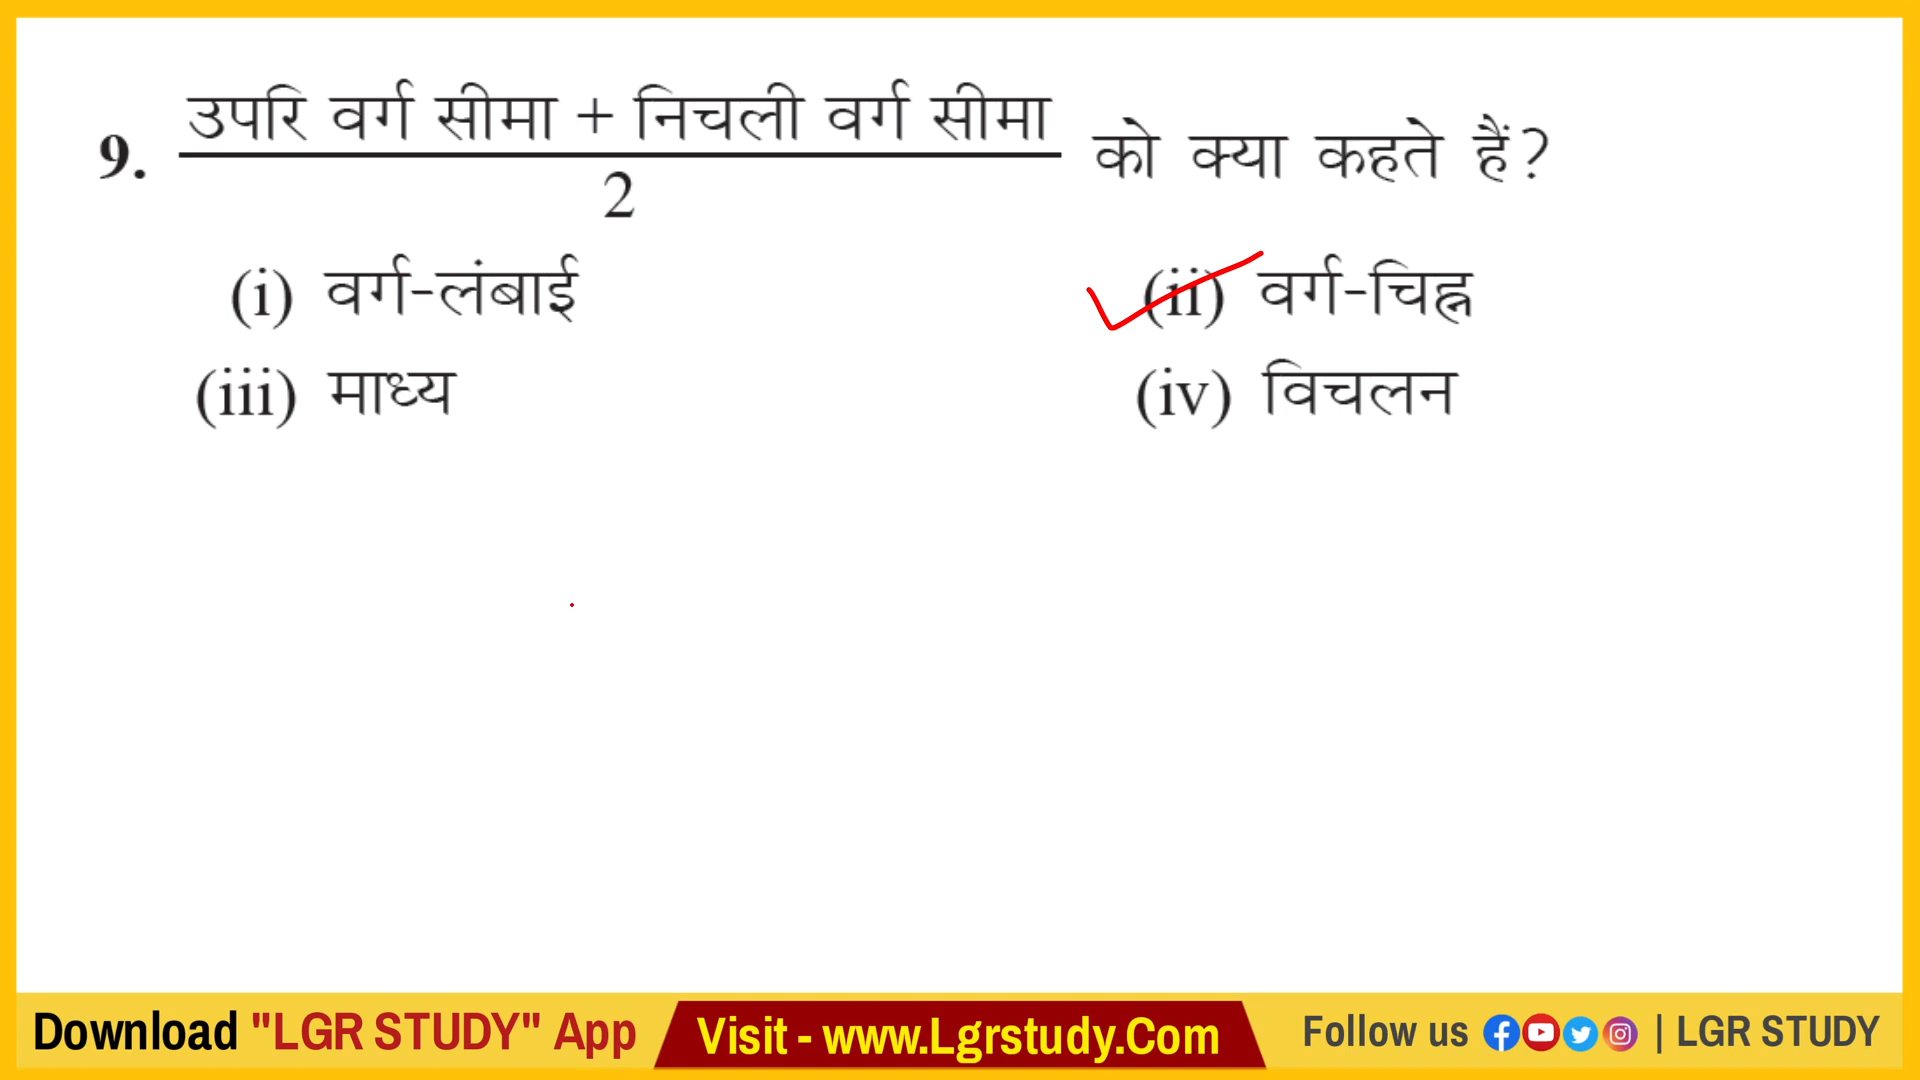 9. उपरि वर्ग सीमा + निचली वर्ग सीमा / 2 को क्या कहते हैं?
(i) वर्ग-लंबाई (ii) वर्ग-चिह्न
(iii) माध्य (iv) विचलन
Download "LGR STUDY" App Visit - www.Lgrstudy.Com Follow us | LGR STUDY